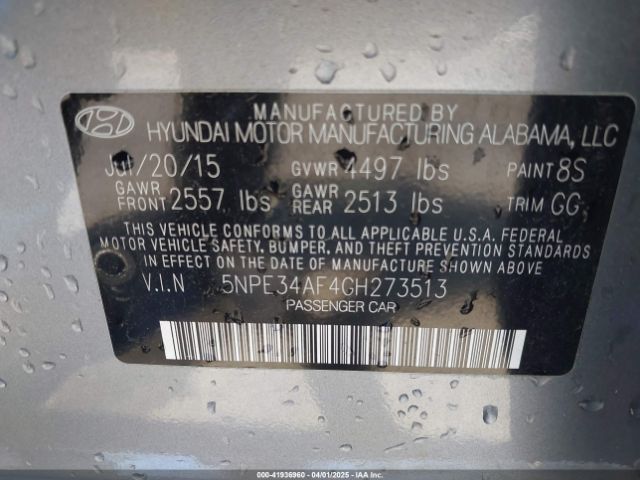 MANUFACTURED BY
HYUNDAI MOTOR MANUFACTURING ALABAMA, LLC
Jul/20/15 GVWR 4497 lbs PAINT 8S
GAWR FRONT 2557 lbs GAWR REAR 2513 lbs TRIM GG
THIS VEHICLE CONFORMS TO ALL APPLICABLE U.S.A. FEDERAL
MOTOR VEHICLE SAFETY, BUMPER, AND THEFT PREVENTION STANDARDS
IN EFFECT ON THE DATE OF MANUFACTURE SHOWN ABOVE.
V.I.N 5NPE34AF4GH273513
PASSENGER CAR
000-41936960 - 04/01/2025 - IAAI.COM